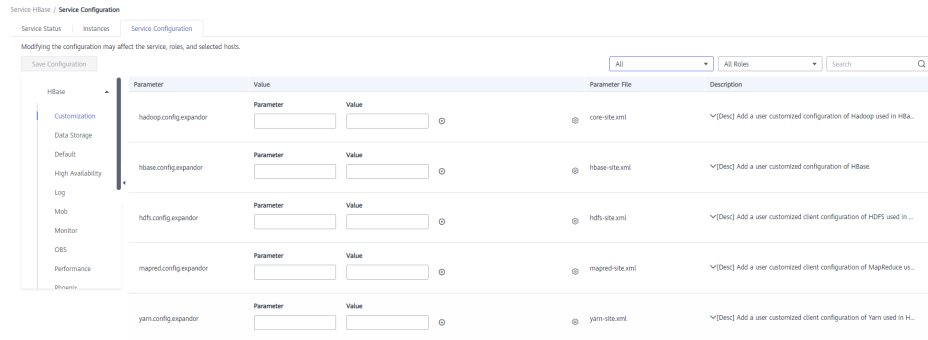 Service HBase / Service Configuration
Service Status Instances Service Configuration
Modifying the configuration may affect the service, roles, and selected hosts.
Save Configuration All All Roles Search
HBase
Customization
Data Storage
Default
High Availability
Log
Mob
Monitor
OBS
Performance
Phoenix
Parameter Value Parameter File Description
Parameter Value
hadoop.config.expandor core-site.xml [Desc] Add a user customized configuration of Hadoop used in HBa...
Parameter Value
hbase.config.expandor hbase-site.xml [Desc] Add a user customized configuration of HBase.
Parameter Value
hdfs.config.expandor hdfs-site.xml [Desc] Add a user customized client configuration of HDFS used in ...
Parameter Value
mapred.config.expandor mapred-site.xml [Desc] Add a user customized client configuration of MapReduce us...
Parameter Value
yarn.config.expandor yarn-site.xml [Desc] Add a user customized client configuration of Yarn used in H...